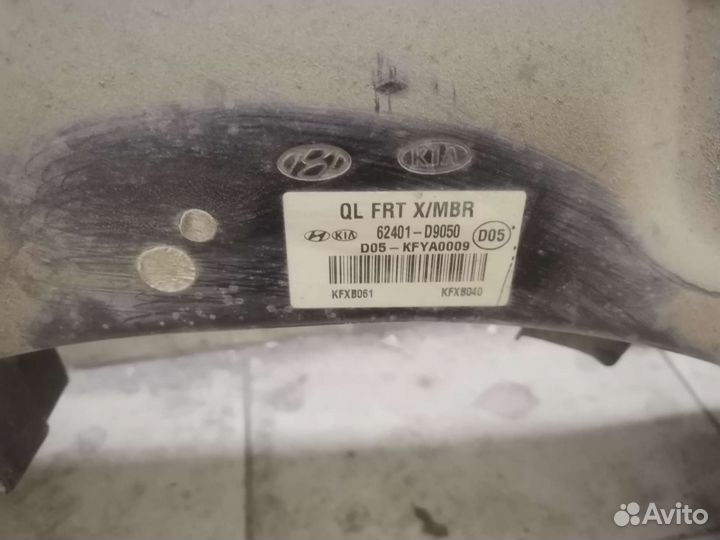 KIA
QL FRT X/MBR
KIA 62401-D9050 D05
D05-KFYA0009
KFXB061 KFXB040
Avito